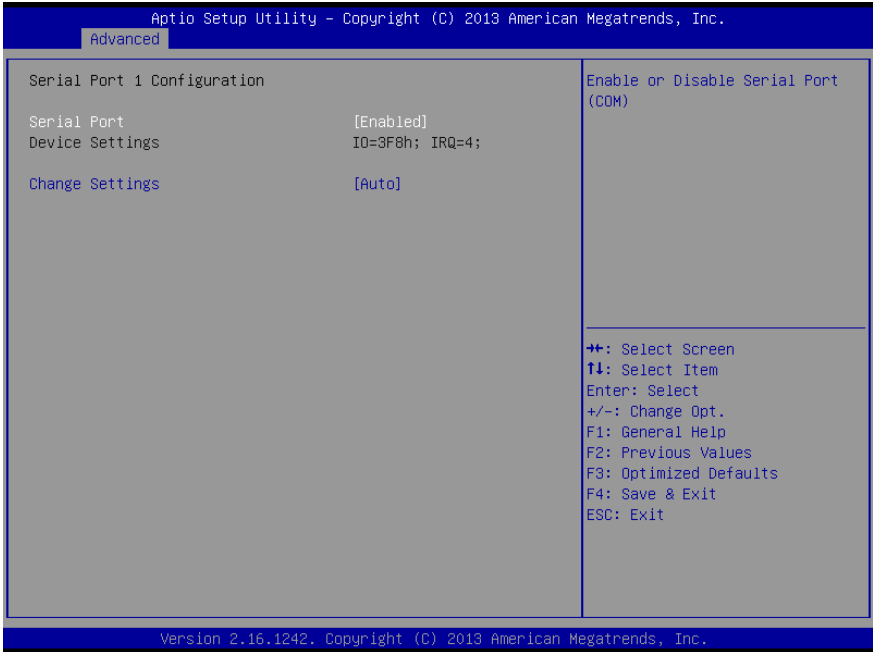 Aptio Setup Utility – Copyright (C) 2013 American Megatrends, Inc.
Advanced
Serial Port 1 Configuration
Serial Port [Enabled]
Device Settings IO=3F8h; IRQ=4;
Change Settings [Auto]
Enable or Disable Serial Port
(COM)
→←: Select Screen
↑↓: Select Item
Enter: Select
+/-: Change Opt.
F1: General Help
F2: Previous Values
F3: Optimized Defaults
F4: Save & Exit
ESC: Exit
Version 2.16.1242. Copyright (C) 2013 American Megatrends, Inc.